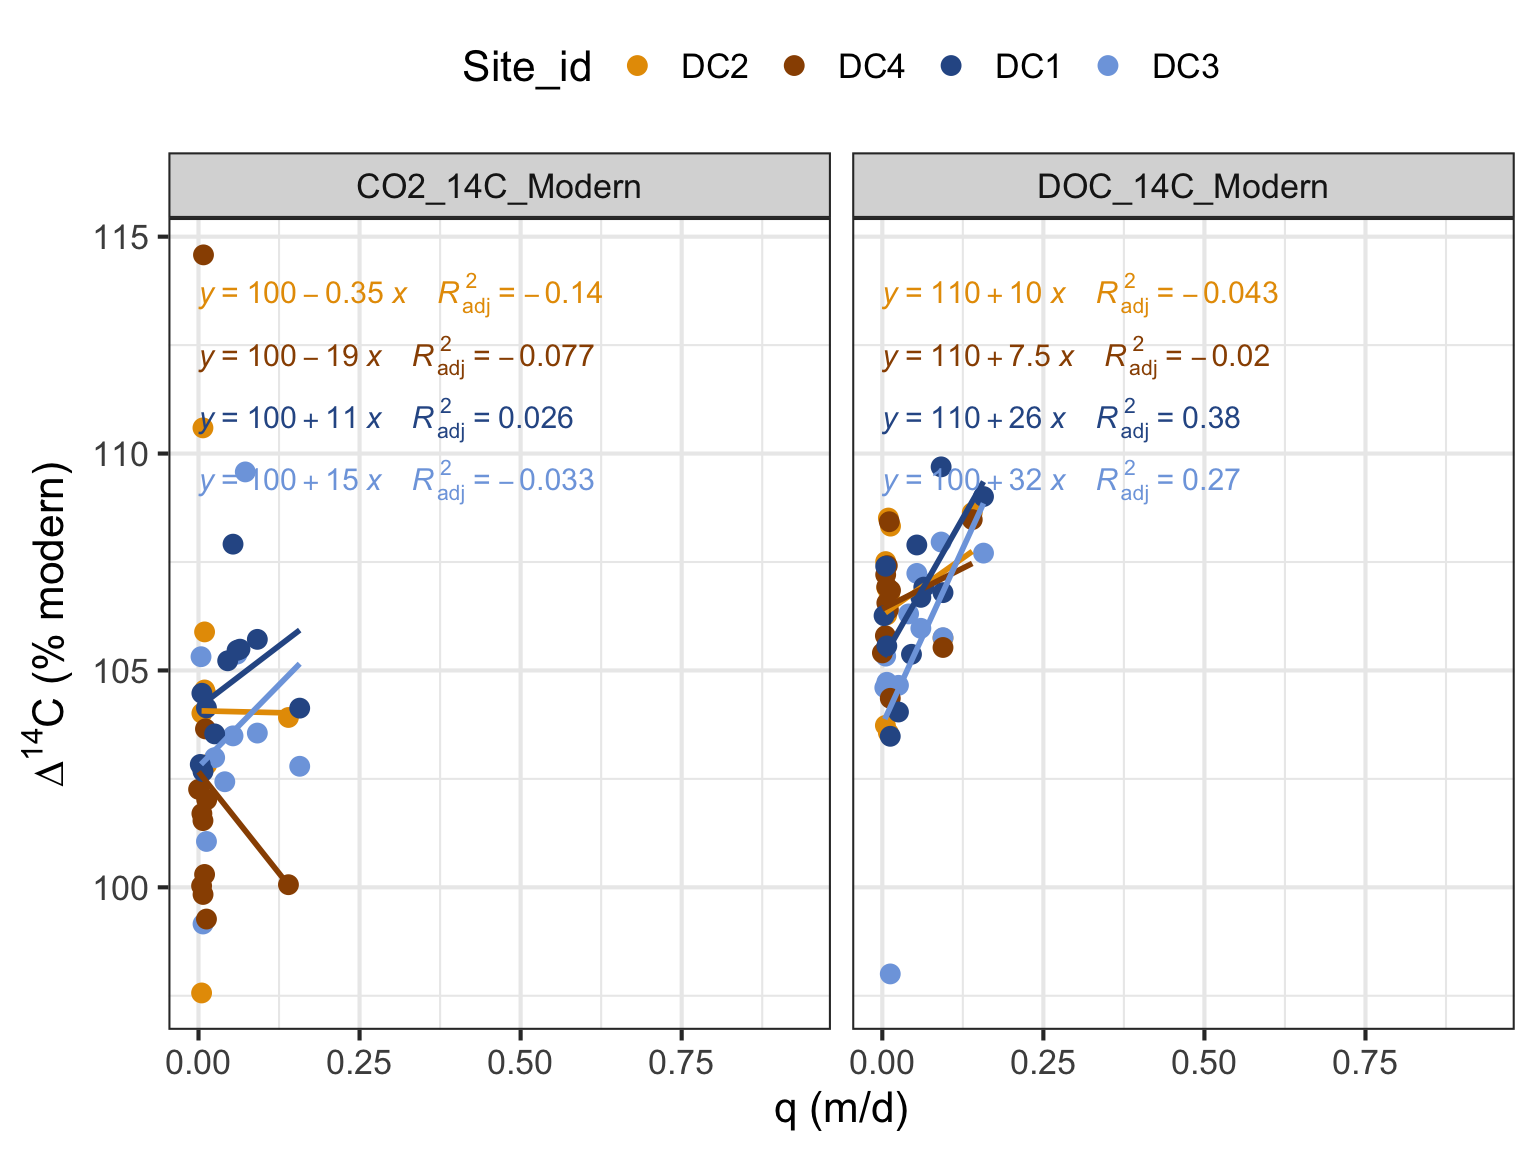 Site_id DC2 DC4 DC1 DC3
CO2_14C_Modern
DOC_14C_Modern
y = 100 − 0.35 x R²adj = −0.14
y = 100 − 19 x R²adj = −0.077
y = 100 + 11 x R²adj = 0.026
y = 100 + 15 x R²adj = −0.033
y = 110 + 10 x R²adj = −0.043
y = 110 + 7.5 x R²adj = −0.02
y = 110 + 26 x R²adj = 0.38
y = 100 + 32 x R²adj = 0.27
Δ¹⁴C (% modern)
115
110
105
100
0.00 0.25 0.50 0.75
0.00 0.25 0.50 0.75
q (m/d)